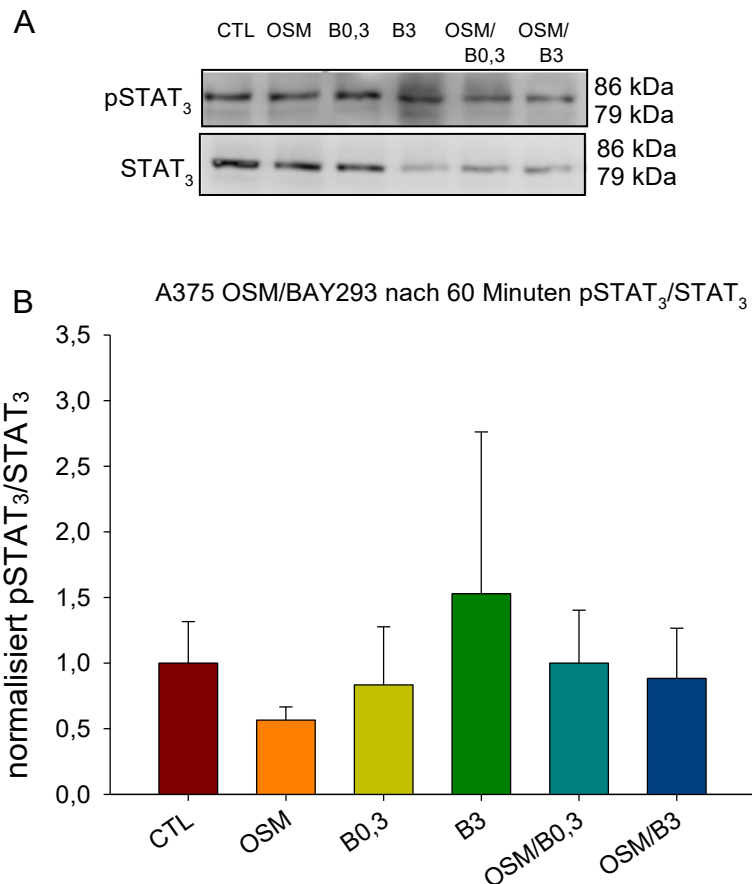 A
CTL OSM B0,3 B3 OSM/ OSM/
B0,3 B3
pSTAT3 86 kDa
79 kDa
STAT3 86 kDa
79 kDa
B A375 OSM/BAY293 nach 60 Minuten pSTAT3/STAT3
normalisiert pSTAT3/STAT3
3,5
3,0
2,5
2,0
1,5
1,0
0,5
0,0
CTL OSM B0,3 B3 OSM/B0,3 OSM/B3